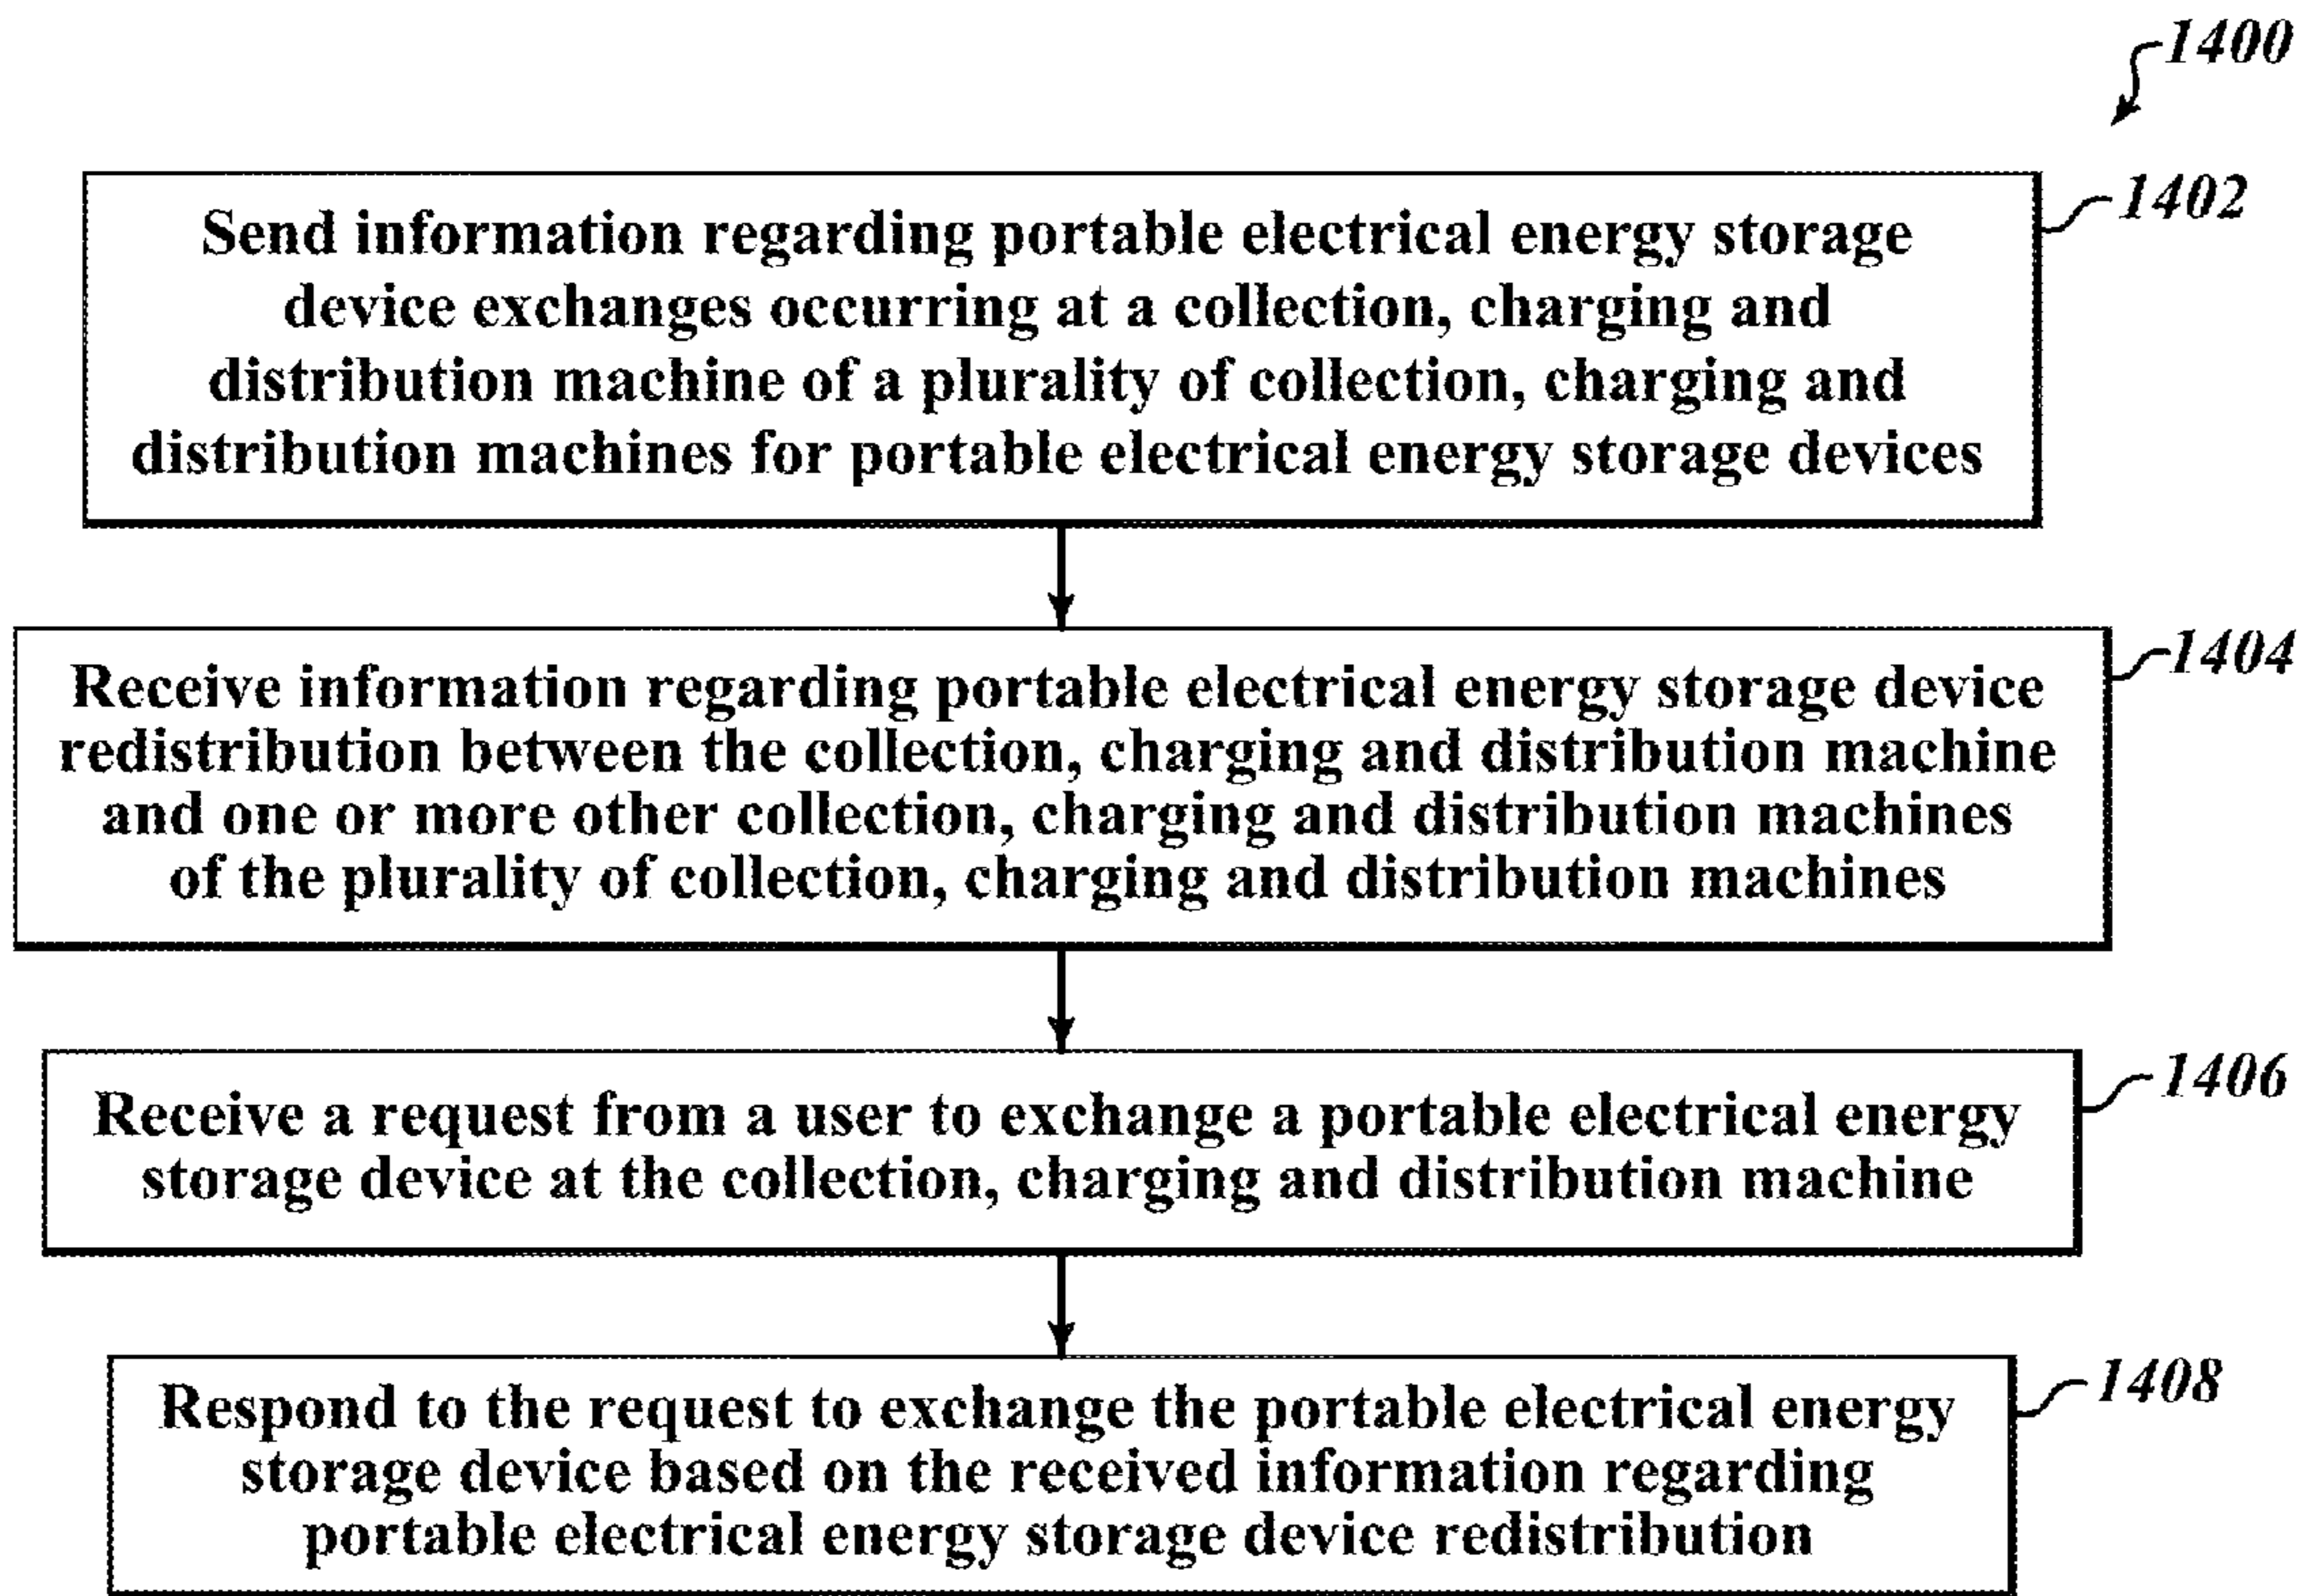 1400
1402
Send information regarding portable electrical energy storage
device exchanges occurring at a collection, charging and
distribution machine of a plurality of collection, charging and
distribution machines for portable electrical energy storage devices
1404
Receive information regarding portable electrical energy storage device
redistribution between the collection, charging and distribution machine
and one or more other collection, charging and distribution machines
of the plurality of collection, charging and distribution machines
1406
Receive a request from a user to exchange a portable electrical energy
storage device at the collection, charging and distribution machine
1408
Respond to the request to exchange the portable electrical energy
storage device based on the received information regarding
portable electrical energy storage device redistribution